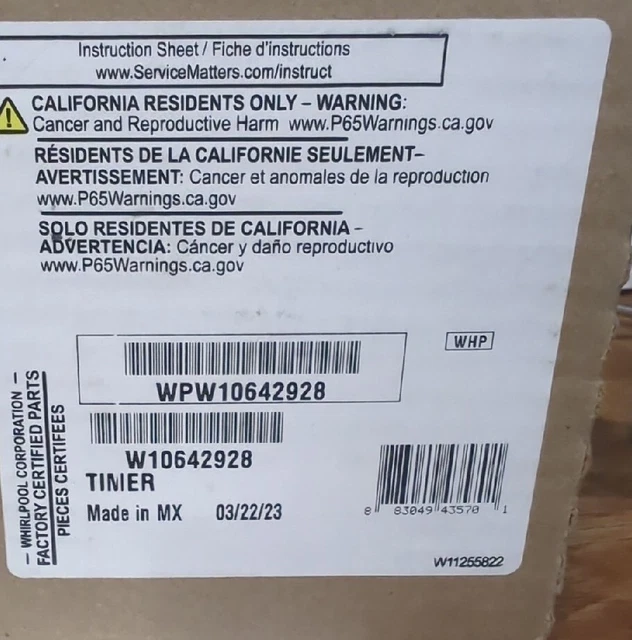 Instruction Sheet / Fiche d'instructions
www.ServiceMatters.com/instruct
CALIFORNIA RESIDENTS ONLY – WARNING:
Cancer and Reproductive Harm www.P65Warnings.ca.gov
RÉSIDENTS DE LA CALIFORNIE SEULEMENT–
AVERTISSEMENT: Cancer et anomales de la reproduction
www.P65Warnings.ca.gov
SOLO RESIDENTES DE CALIFORNIA –
ADVERTENCIA: Cáncer y daño reproductivo
www.P65Warnings.ca.gov
WHP
WPW10642928
W10642928
TIMER
Made in MX 03/22/23
8 83049 43570 1
W11255822
– WHIRLPOOL CORPORATION –
FACTORY CERTIFIED PARTS
PIECES CERTIFEES